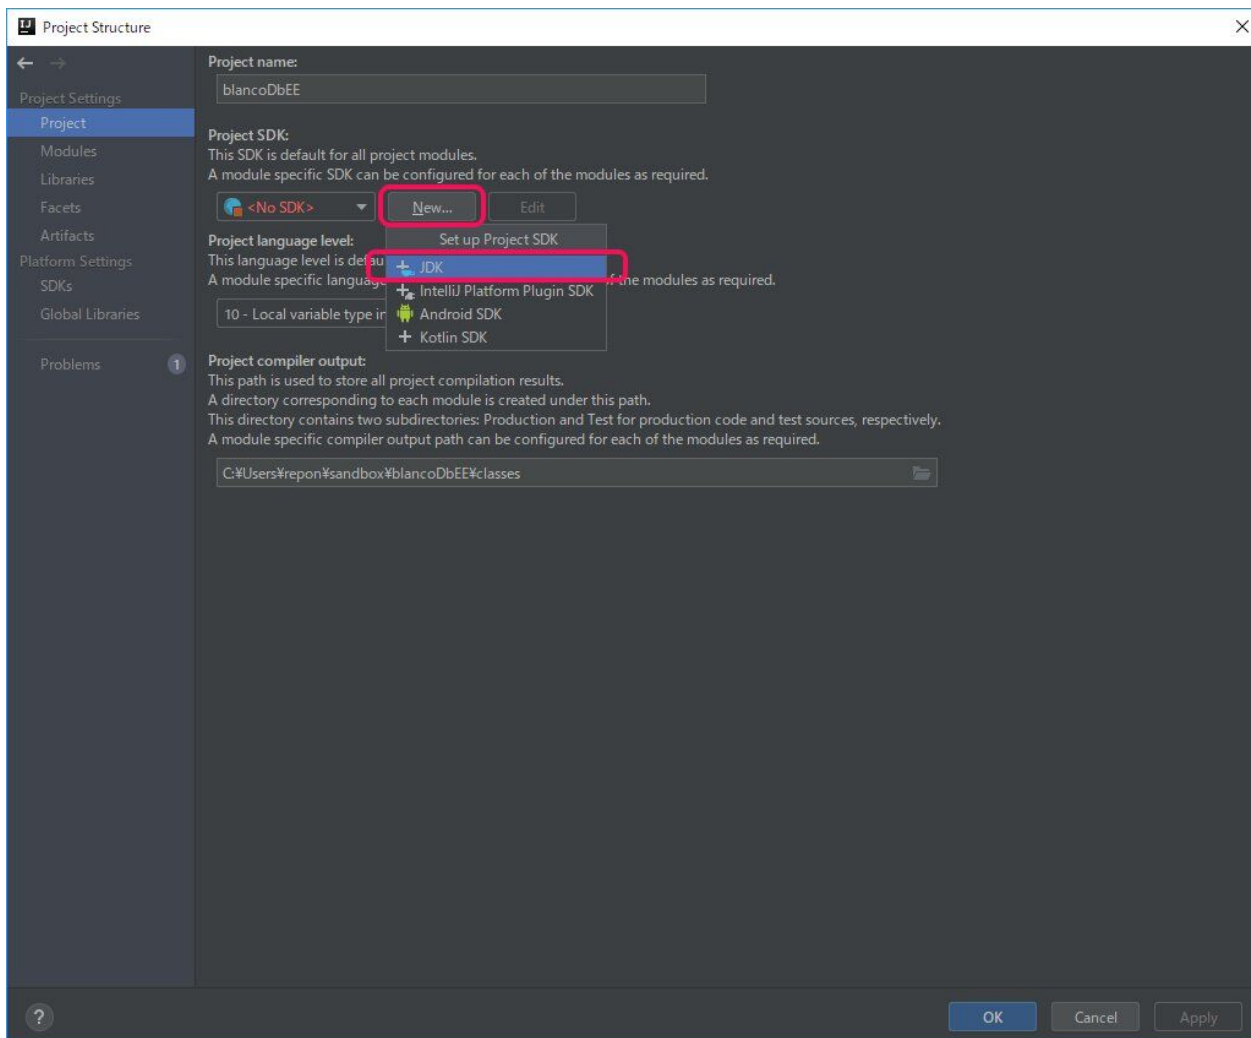 Project Structure
Project Settings
Project
Modules
Libraries
Facets
Artifacts
Platform Settings
SDKs
Global Libraries
Problems
1
Project name:
blancoDbEE
Project SDK:
This SDK is default for all project modules.
A module specific SDK can be configured for each of the modules as required.
<No SDK>
New...
Edit
Set up Project SDK
JDK
IntelliJ Platform Plugin SDK
Android SDK
Kotlin SDK
Project language level:
This language level is defau
A module specific language f the modules as required.
10 - Local variable type in
Project compiler output:
This path is used to store all project compilation results.
A directory corresponding to each module is created under this path.
This directory contains two subdirectories: Production and Test for production code and test sources, respectively.
A module specific compiler output path can be configured for each of the modules as required.
C:¥Users¥repon¥sandbox¥blancoDbEE¥classes
?
OK
Cancel
Apply